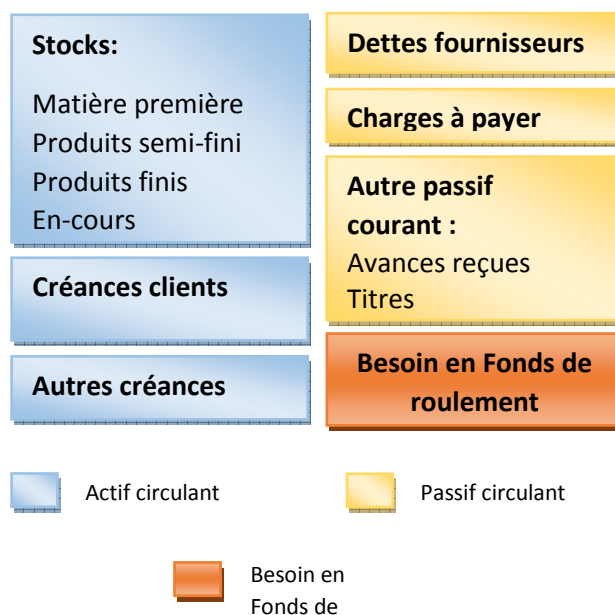 Stocks:
Matière première
Produits semi-fini
Produits finis
En-cours
Créances clients
Autres créances
Dettes fournisseurs
Charges à payer
Autre passif
courant :
Avances reçues
Titres
Besoin en Fonds de
roulement
Actif circulant
Passif circulant
Besoin en
Fonds de